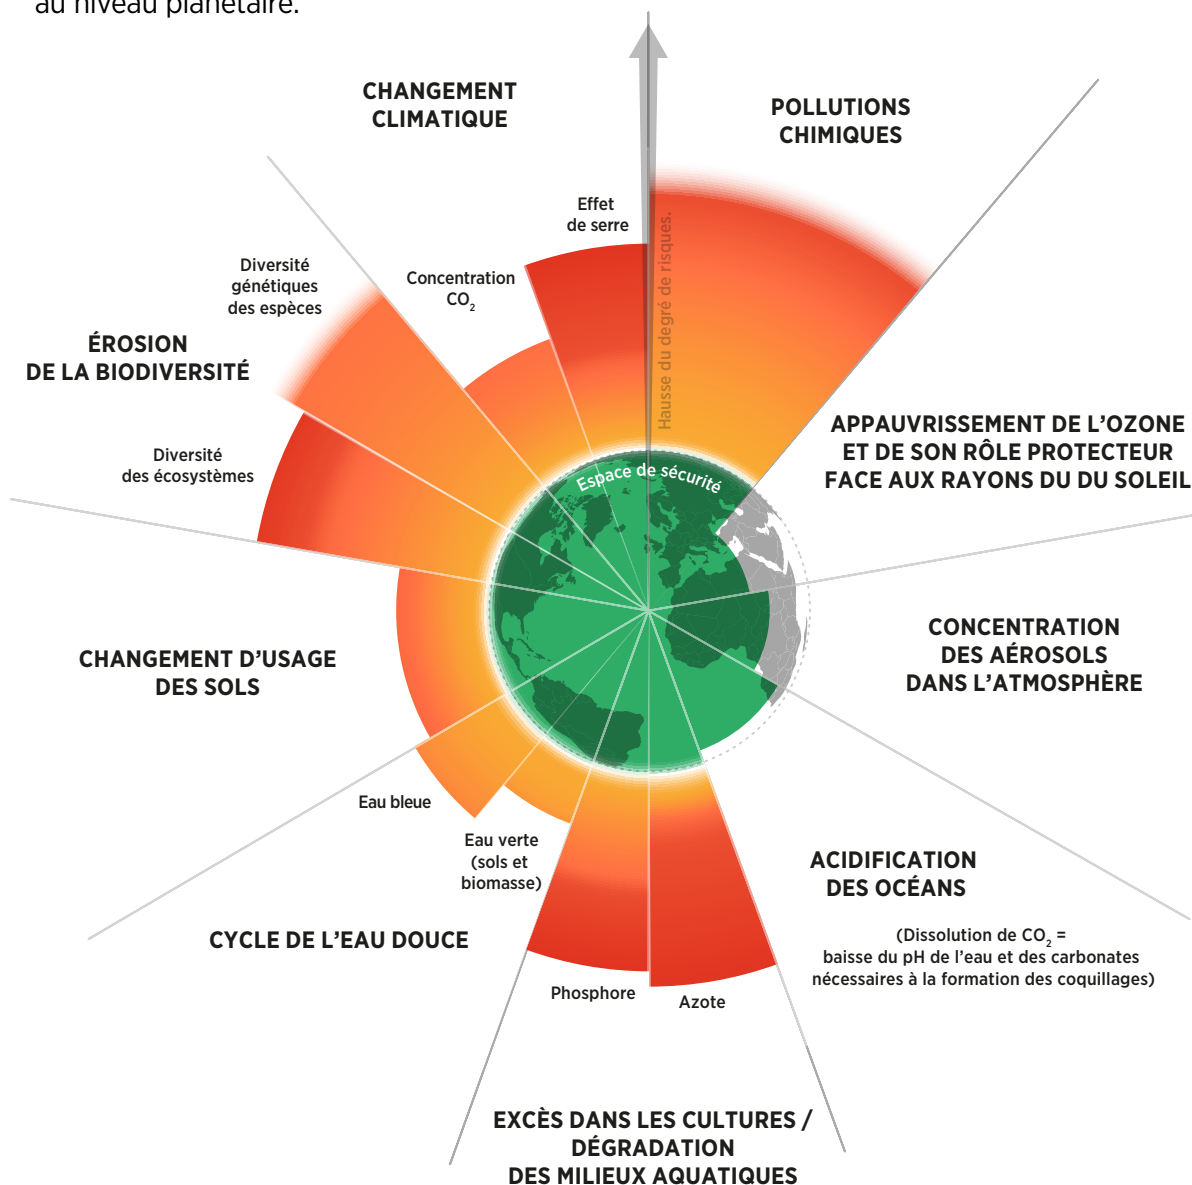 au niveau planétaire.
CHANGEMENT
CLIMATIQUE
POLLUTIONS
CHIMIQUES
Effet
de serre
Hausse du degré de risques.
Concentration
CO₂
Diversité
génétiques
des espèces
ÉROSION
DE LA BIODIVERSITÉ
Diversité
des écosystèmes
Espace de sécurité
APPAUVRISSEMENT DE L’OZONE
ET DE SON RÔLE PROTECTEUR
FACE AUX RAYONS DU DU SOLEIL
CONCENTRATION
DES AÉROSOLS
DANS L’ATMOSPHÈRE
CHANGEMENT D’USAGE
DES SOLS
Eau bleue
Eau verte
(sols et
biomasse)
CYCLE DE L’EAU DOUCE
ACIDIFICATION
DES OCÉANS
(Dissolution de CO₂ =
baisse du pH de l’eau et des carbonates
nécessaires à la formation des coquillages)
Phosphore
Azote
EXCÈS DANS LES CULTURES /
DÉGRADATION
DES MILIEUX AQUATIQUES